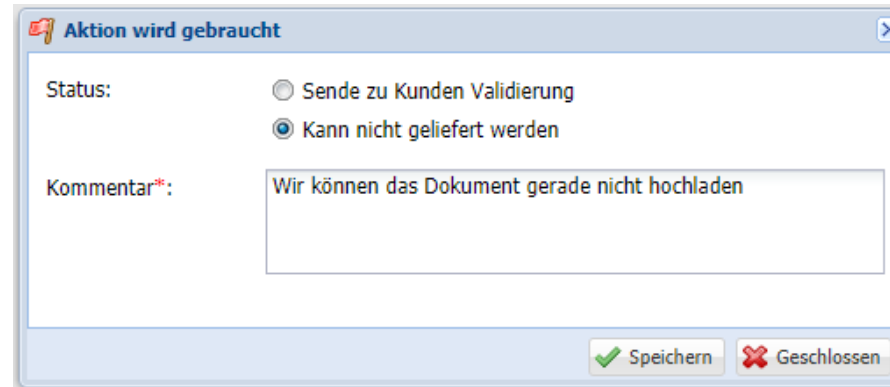 Aktion wird gebraucht
Status:
Sende zu Kunden Validierung
Kann nicht geliefert werden
Kommentar*:
Wir können das Dokument gerade nicht hochladen
Speichern
Geschlossen